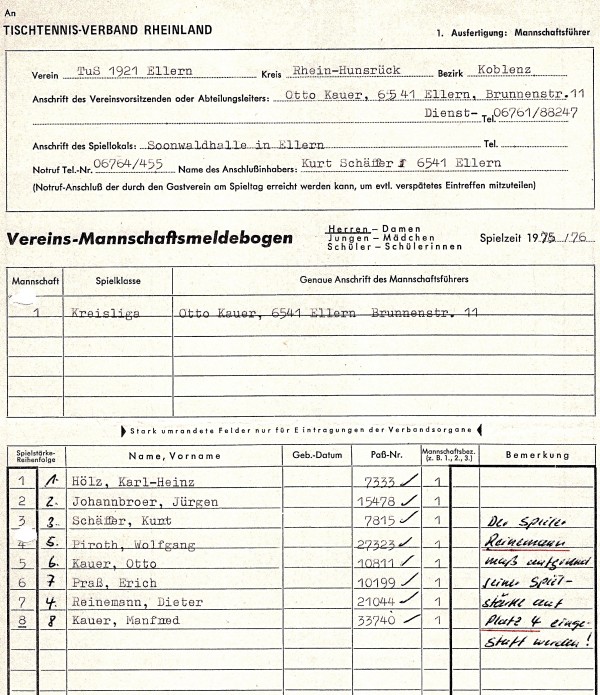 An
TISCHTENNIS-VERBAND RHEINLAND
1. Ausfertigung: Mannschaftsführer
Verein TuS 1921 Ellern Kreis Rhein-Hunsrück Bezirk Koblenz
Anschrift des Vereinsvorsitzenden oder Abteilungsleiters: Otto Kauer, 6541 Ellern, Brunnenstr.11
Dienst- Tel. 06761/88247
Anschrift des Spiellokals: Soonwaldhalle in Ellern Tel.
Notruf Tel.-Nr. 06764/455 Name des Anschlußinhabers: Kurt Schäffer 6541 Ellern
(Notruf-Anschluß der durch den Gastverein am Spieltag erreicht werden kann, um evtl. verspätetes Eintreffen mitzuteilen)
Vereins-Mannschaftsmeldebogen
Herren – Damen
Jungen – Mädchen
Schüler – Schülerinnen
Spielzeit 1975/76
Mannschaft Spielklasse Genaue Anschrift des Mannschaftsführers
1 Kreisliga Otto Kauer, 6541 Ellern Brunnenstr. 11
Stark umrandete Felder nur für Eintragungen der Verbandsorgane
Spielstärke-Reihenfolge Name, Vorname Geb.-Datum Paß-Nr. Mannschaftsbez. (z. B. 1., 2., 3.) Bemerkung
1 1. Hölz, Karl-Heinz 7333 ✓ 1
2 2. Johannbroer, Jürgen 15478 ✓ 1
3 3. Schäffer, Kunt 7815 ✓ 1 Der Spieler
4 5. Piroth, Wolfgang 27323 ✓ 1 Reinemann
5 6. Kauer, Otto 10811 ✓ 1 muß aufgrund
6 7 Praß, Erich 10199 ✓ 1 seiner Spiel-
7 4. Reinemann, Dieter 21044 ✓ 1 stärke auf
8 8 Kauer, Manfned 33740 ✓ 1 Platz 4 einge-
stuft werden!